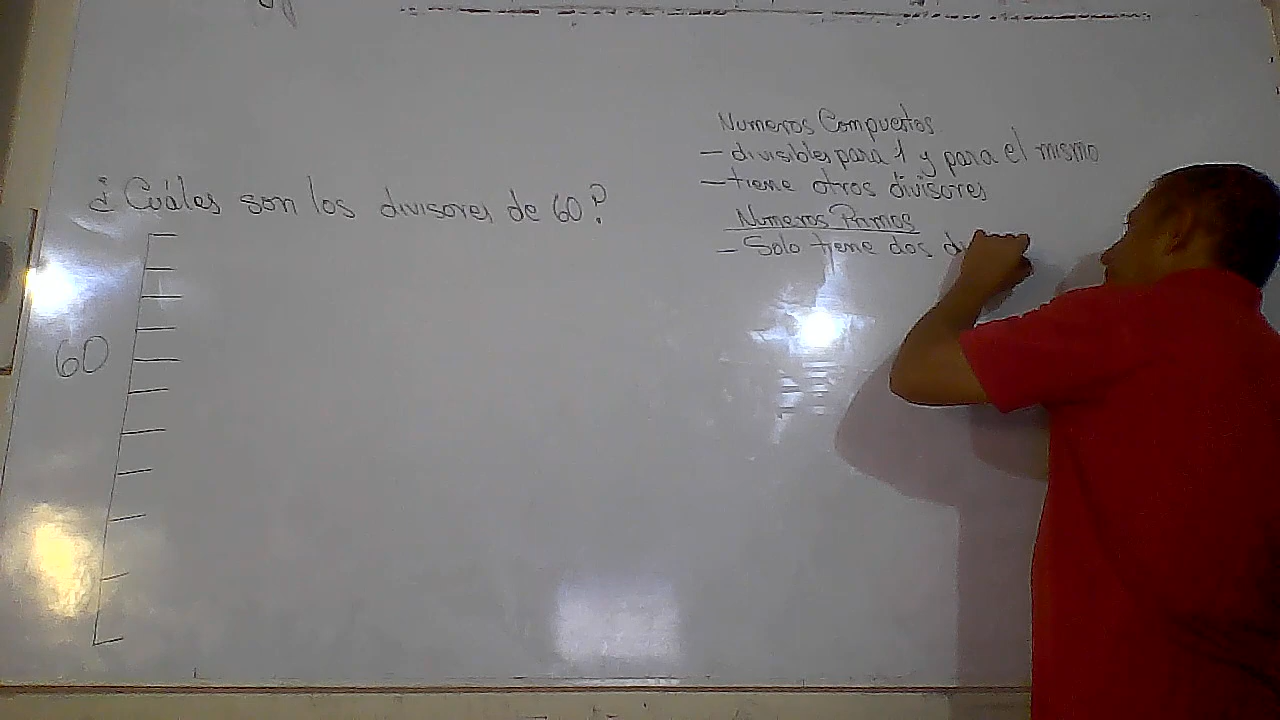 ¿Cuáles son los divisores de 60?
60
Numeros Compuestos
- divisibles para 1 y para el mismo
- tiene otros divisores
Numeros Primos
- Solo tiene dos